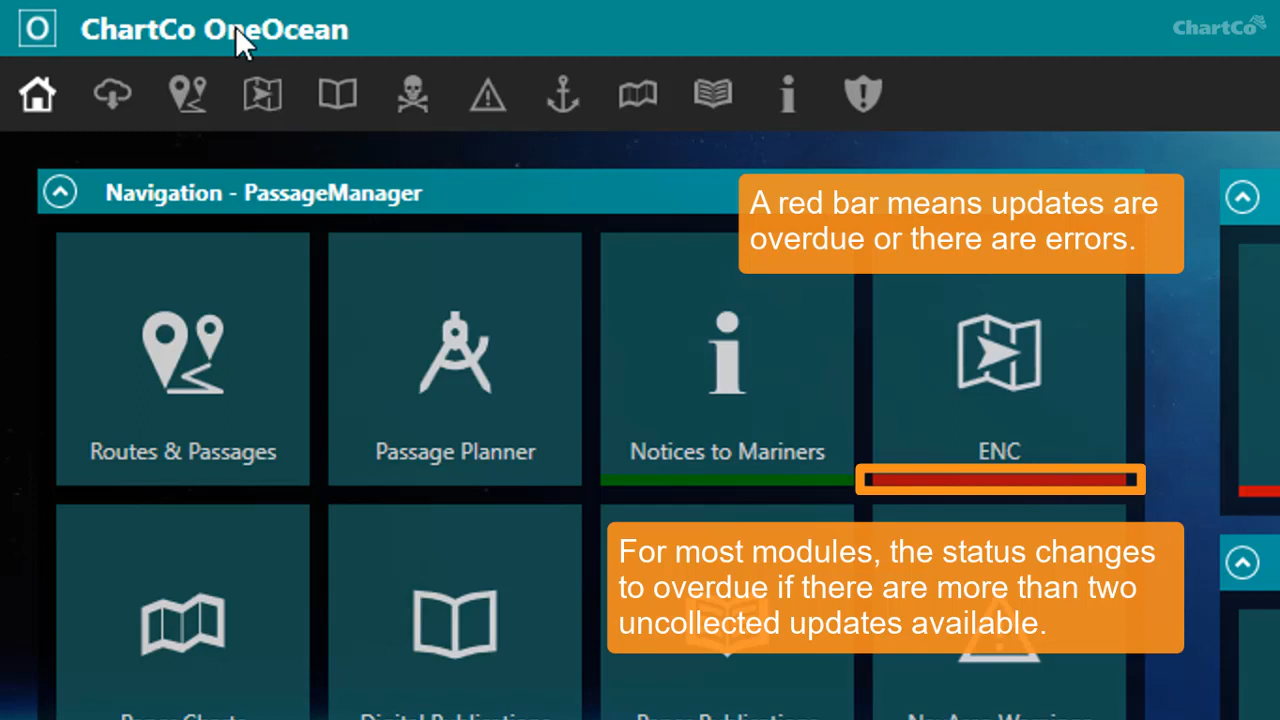 ChartCo OneOcean
ChartCo
Navigation - PassageManager
A red bar means updates are
overdue or there are errors.
Routes & Passages
Passage Planner
Notices to Mariners
ENC
For most modules, the status changes
to overdue if there are more than two
uncollected updates available.